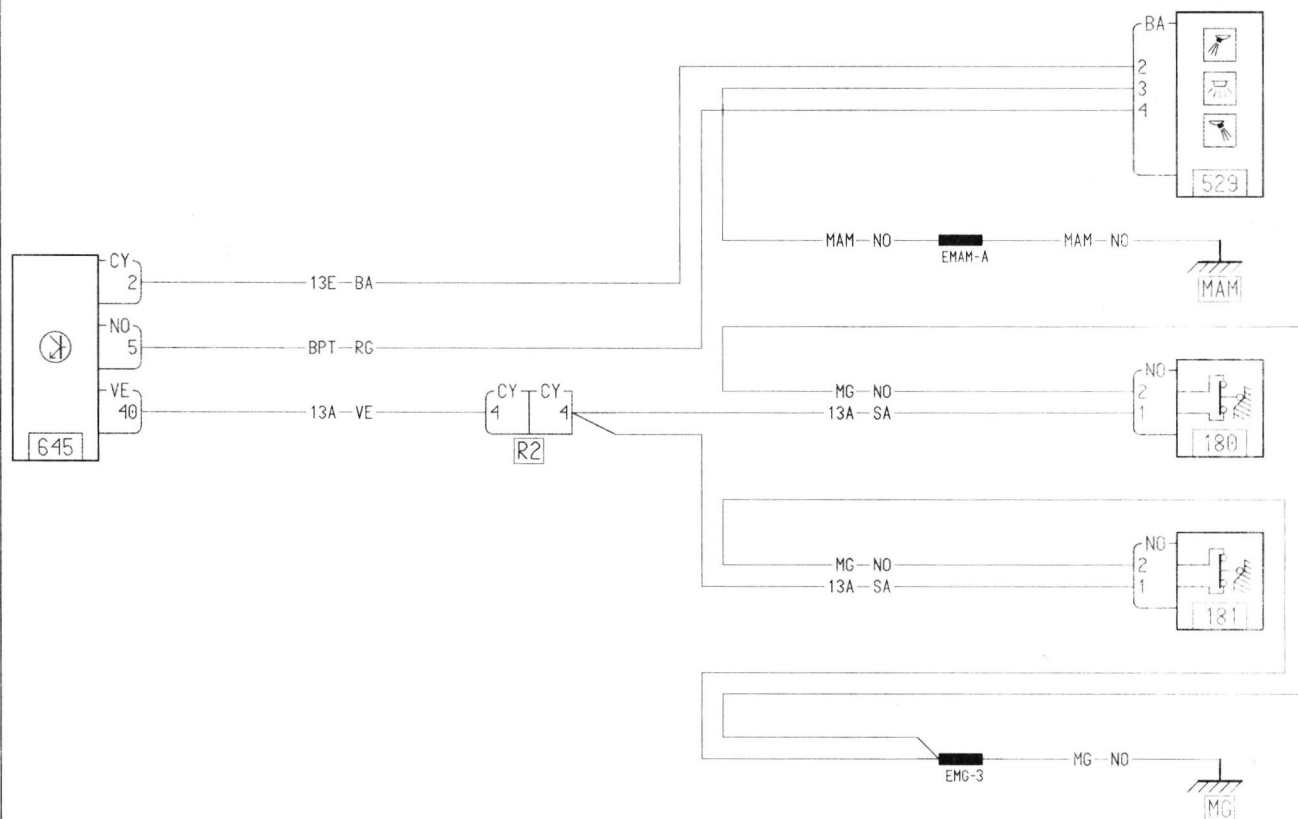 BA
2
3
4
529
MAM NO
EMAM-A
MAM NO
MAM
CY
2
13E BA
NO
5
BPT RG
VE
40
13A VE
645
CY CY
4 4
R2
NO
MG NO
2
13A SA
1
180
NO
MG NO
2
13A SA
1
181
EMG-3
MG NO
MG